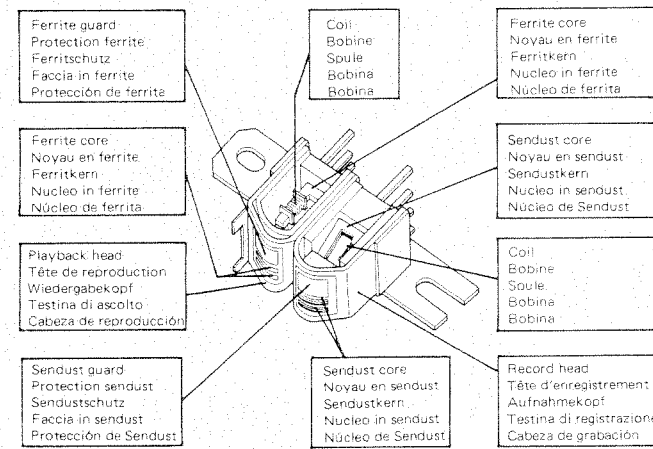 Ferrite guard
Protection ferrite
Ferritschutz
Faccia in ferrite
Protección de ferrita
Coil
Bobine
Spule
Bobina
Bobina
Ferrite core
Noyau en ferrite
Ferritkern
Nucleo in ferrite
Núcleo de ferrita
Ferrite core
Noyau en ferrite
Ferritkern
Nucleo in ferrite
Núcleo de ferrita
Sendust core
Noyau en sendust
Sendustkern
Nucleo in sendust
Núcleo de Sendust
Playback head
Tête de reproduction
Wiedergabekopf
Testina di ascolto
Cabeza de reproducción
Coil
Bobine
Soule
Bobina
Bobina
Sendust guard
Protection sendust
Sendustschutz
Faccia in sendust
Protección de Sendust
Sendust core
Noyau en sendust
Sendustkern
Nucleo in sendust
Núcleo de Sendust
Record head
Tête d'enregistrement
Aufnahmekopf
Testina di registrazione
Cabeza de grabación